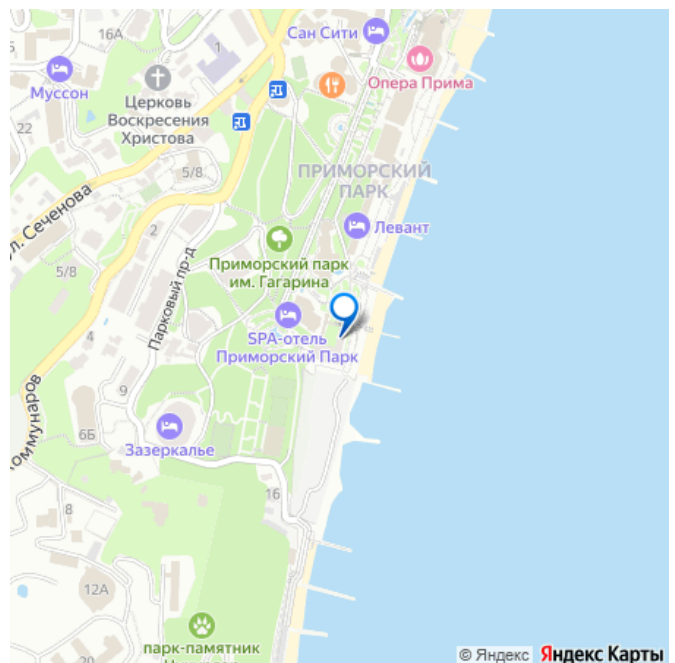 16А
1
Сан Сити
Опера Прима
Муссон
Церковь
Воскресения
Христова
22
5/8
ПРИМОРСКИЙ
ПАРК
л. Сеченова
2
Левант
5/8
Приморский парк
им. Гагарина
Парковый пр-д
4
SPA-отель
Приморский Парк
9
6Б
Зазеркалье
оммунаров
16
8
12А
20
парк-памятник
© Яндекс Яндекс Карты